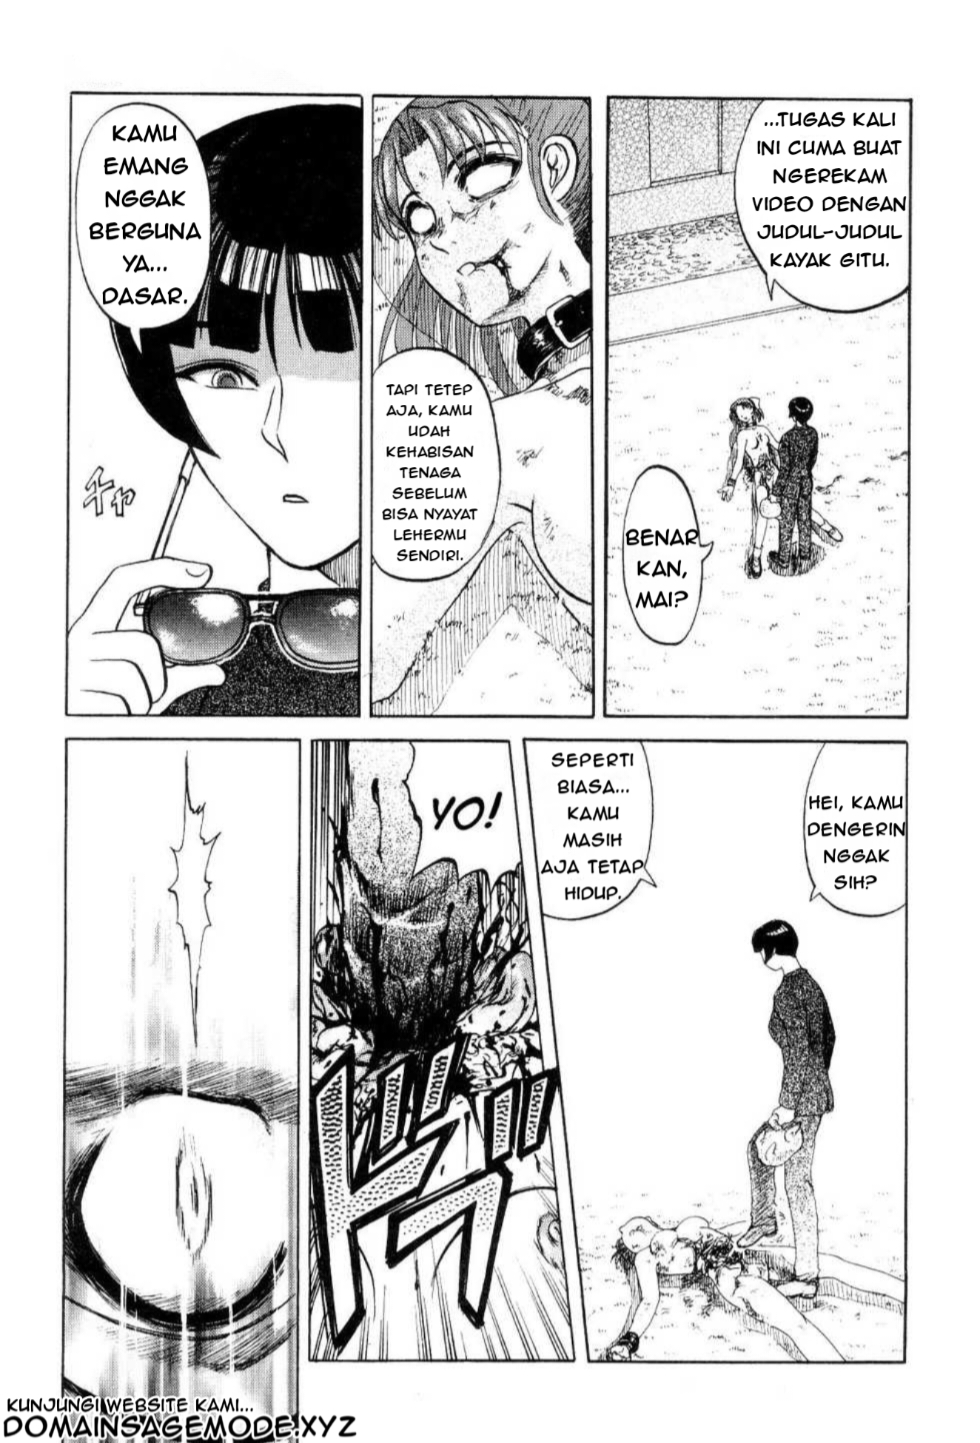 ...TUGAS KALI
INI CUMA BUAT
NGEREKAM
VIDEO DENGAN
JUDUL-JUDUL
KAYAK GITU.
BENAR
KAN,
MAI?
TAPI TETEP
AJA, KAMU
UDAH
KEHABISAN
TENAGA
SEBELUM
BISA NYAYAT
LEHERMU
SENDIRI.
KAMU
EMANG
NGGAK
BERGUNA
YA...
DASAR.
チャ
HEI, KAMU
DENGERIN
NGGAK
SIH?
SEPERTI
BIASA...
KAMU
MASIH
AJA TETAP
HIDUP.
YO!
KUNJUNGI WEBSITE KAMI...
DOMAINSAGEMODE.XYZ